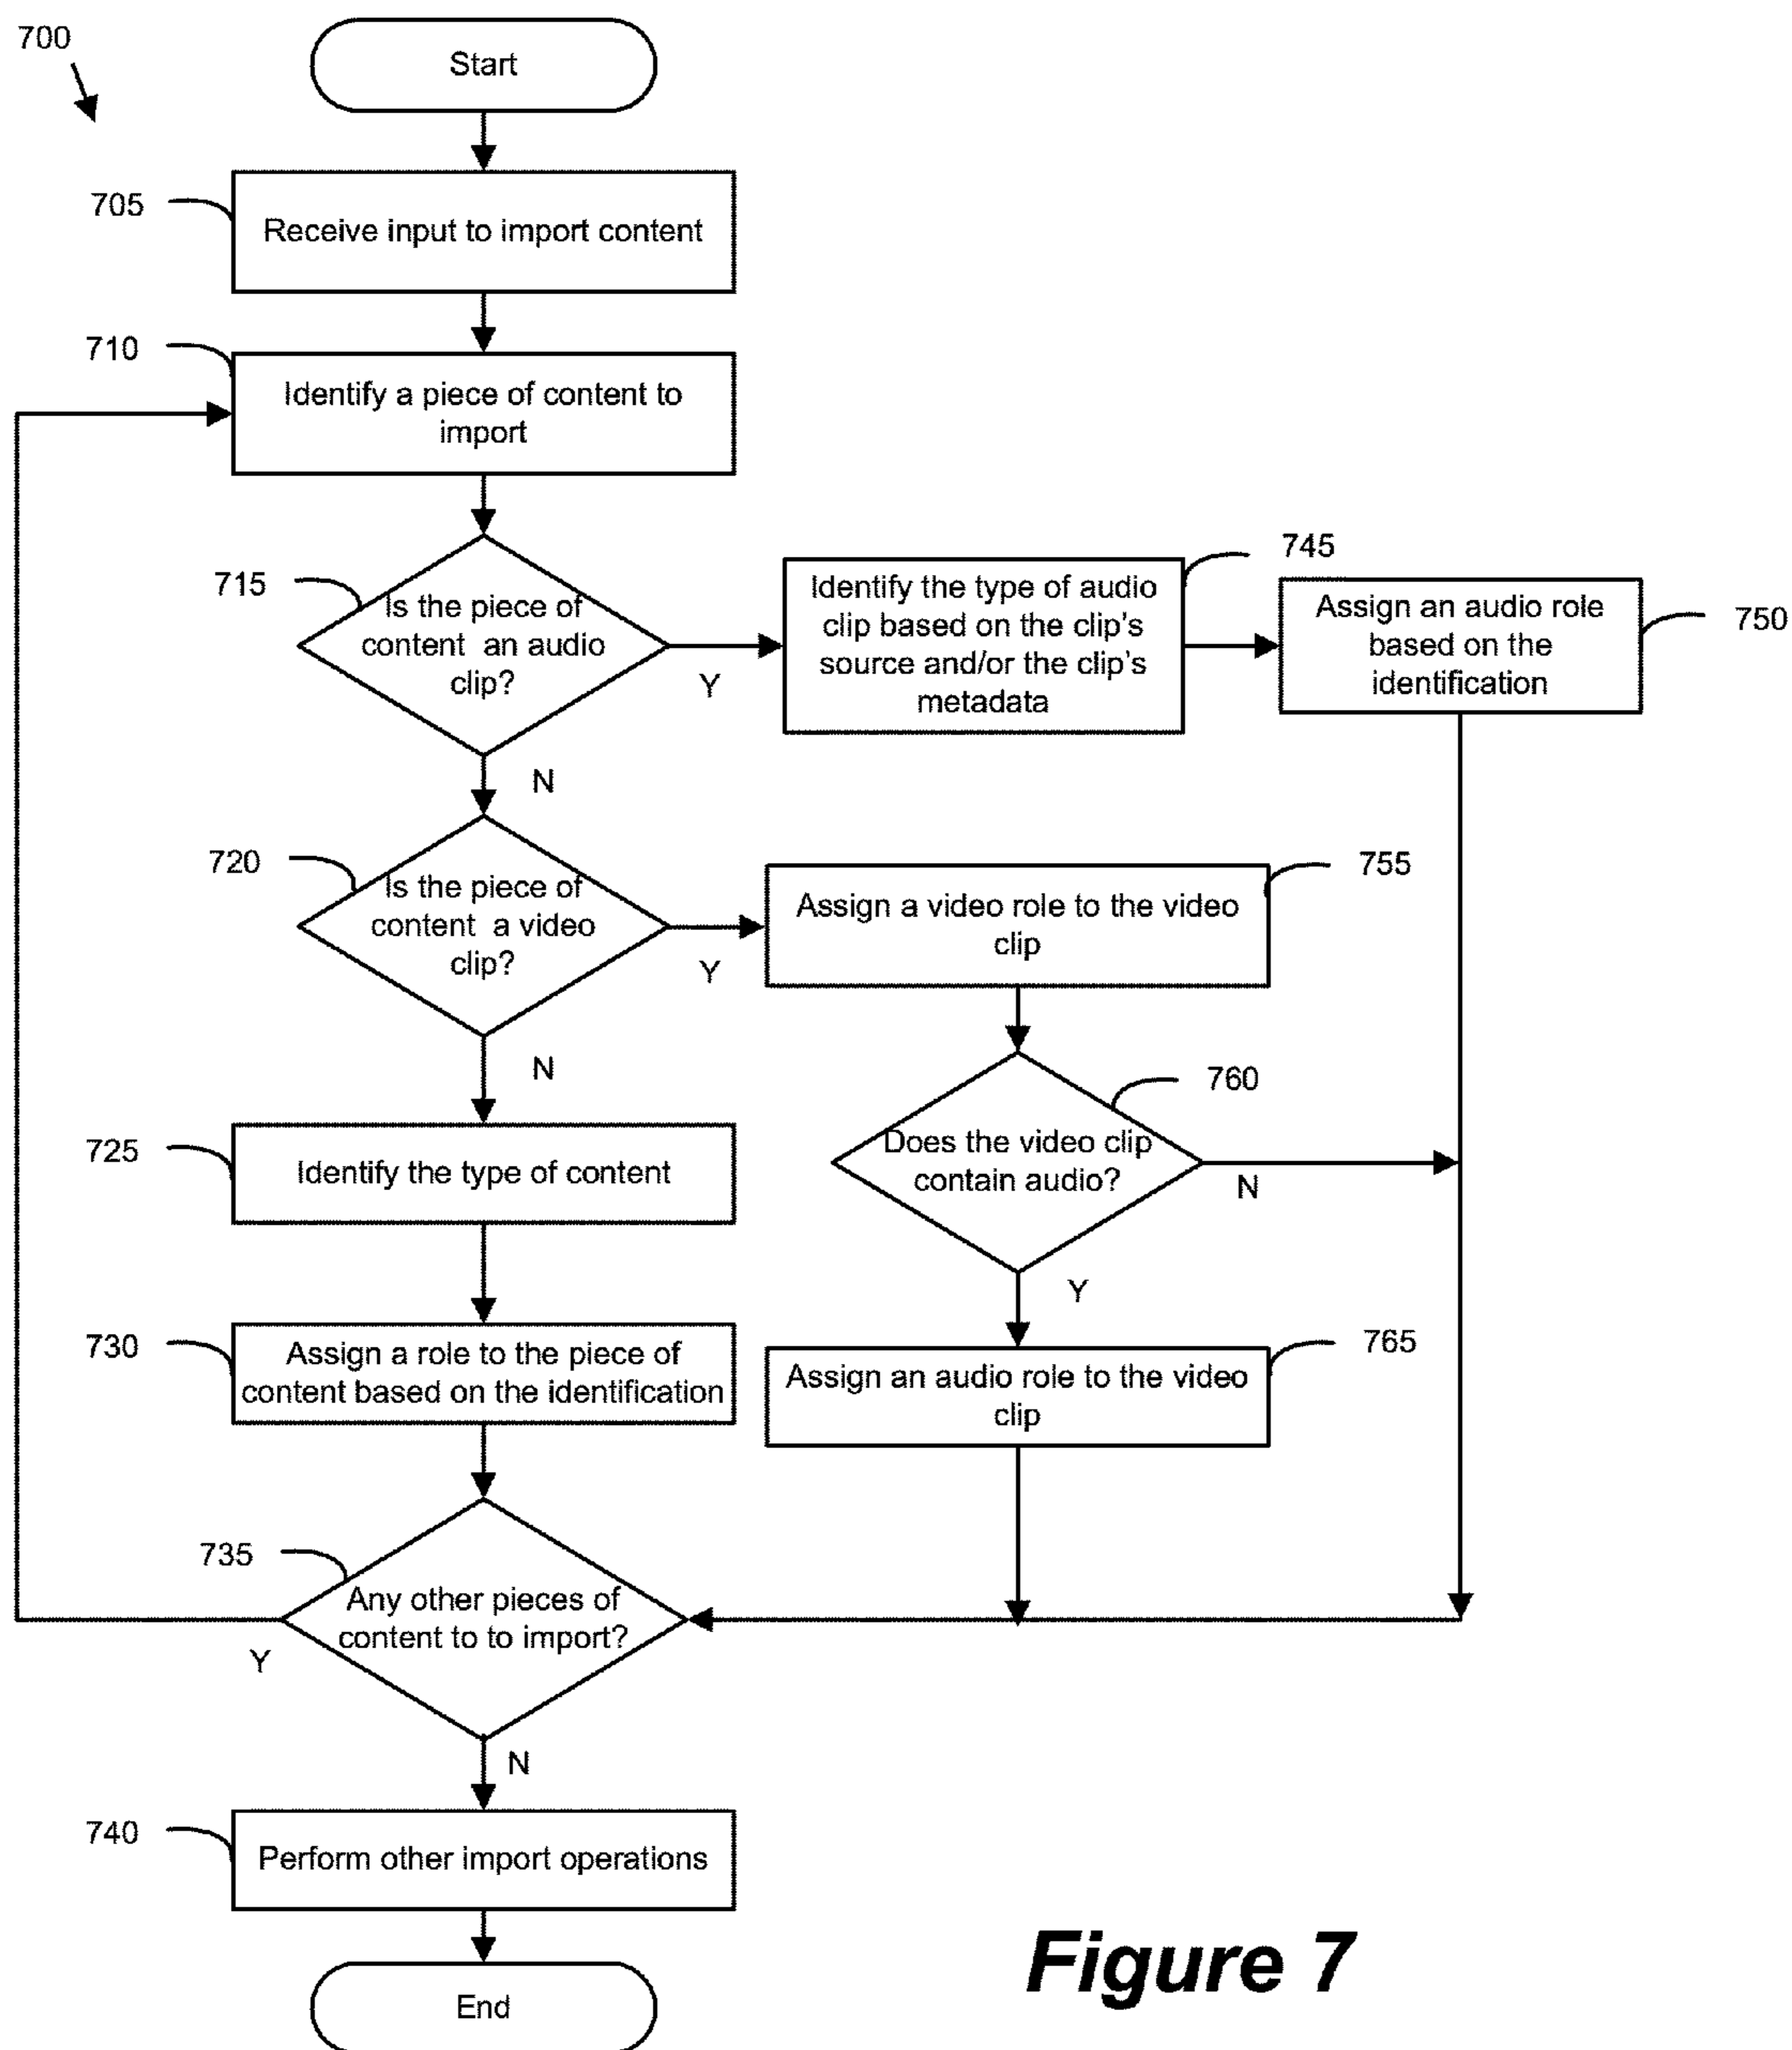 700
Start
705
Receive input to import content
710
Identify a piece of content to
import
715
Is the piece of
content an audio
clip?
Y
N
745
Identify the type of audio
clip based on the clip's
source and/or the clip's
metadata
750
Assign an audio role
based on the
identification
720
Is the piece of
content a video
clip?
Y
N
755
Assign a video role to the video
clip
760
Does the video clip
contain audio?
N
Y
725
Identify the type of content
730
Assign a role to the piece of
content based on the identification
765
Assign an audio role to the video
clip
735
Any other pieces of
content to to import?
Y
N
740
Perform other import operations
End
Figure 7